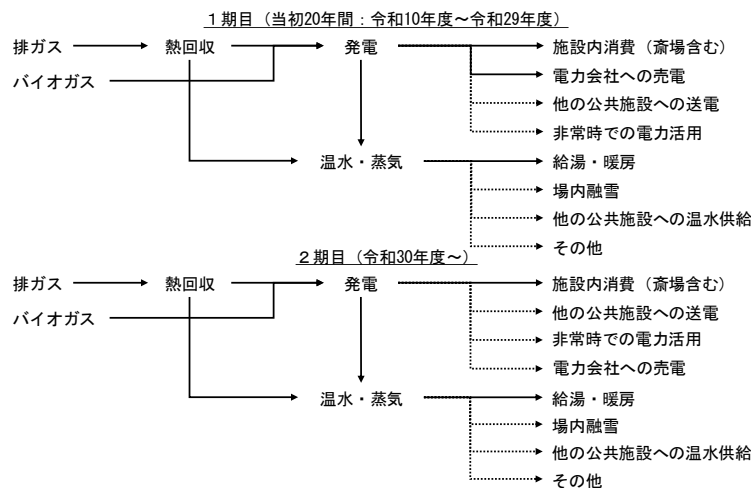 １期目（当初20年間：令和10年度～令和29年度）
排ガス 熱回収 発電 施設内消費（斎場含む）
バイオガス 電力会社への売電
他の公共施設への送電
非常時での電力活用
温水・蒸気 給湯・暖房
場内融雪
他の公共施設への温水供給
その他
２期目（令和30年度～）
排ガス 熱回収 発電 施設内消費（斎場含む）
バイオガス 他の公共施設への送電
非常時での電力活用
電力会社への売電
温水・蒸気 給湯・暖房
場内融雪
他の公共施設への温水供給
その他